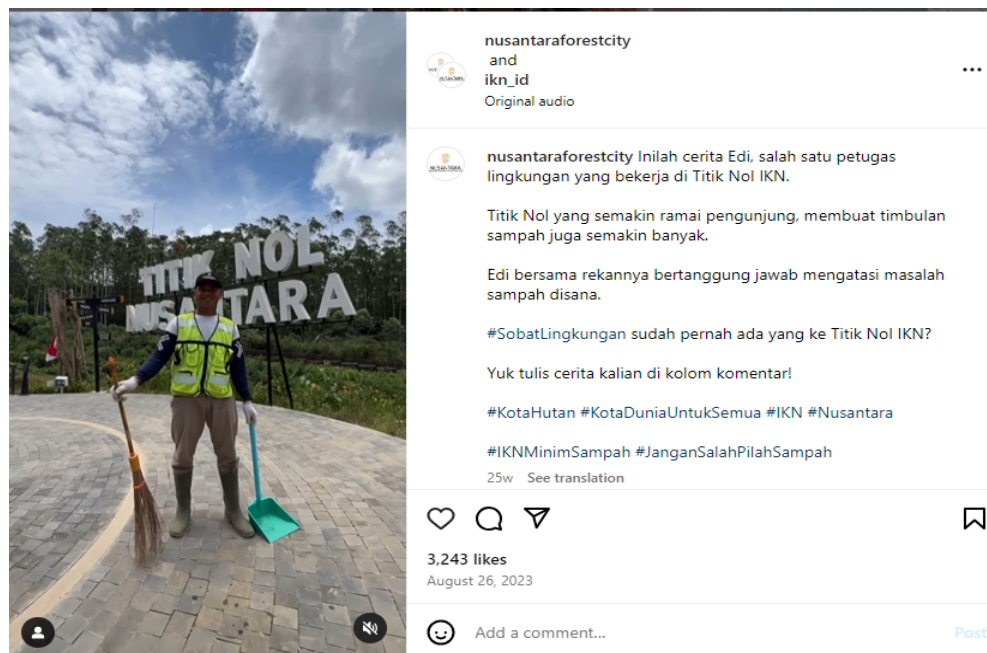 TITIK NOL
NUSANTARA
nusantaraforestcity
and
ikn_id
Original audio
NUSANTARA
nusantaraforestcity Inilah cerita Edi, salah satu petugas
lingkungan yang bekerja di Titik Nol IKN.
Titik Nol yang semakin ramai pengunjung, membuat timbulan
sampah juga semakin banyak.
Edi bersama rekannya bertanggung jawab mengatasi masalah
sampah disana.
#SobatLingkungan sudah pernah ada yang ke Titik Nol IKN?
Yuk tulis cerita kalian di kolom komentar!
#KotaHutan #KotaDuniaUntukSemua #IKN #Nusantara
#IKNMinimSampah #JanganSalahPilahSampah
25w See translation
3,243 likes
August 26, 2023
Add a comment...
Post